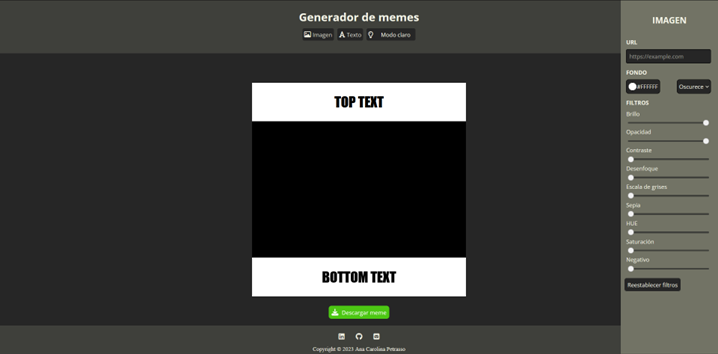 Generador de memes
Imagen
Texto
Modo claro
TOP TEXT
BOTTOM TEXT
Descargar meme
Copyright © 2023 Ana Carolina Petrasso
IMAGEN
URL
https://example.com
FONDO
#FFFFFF
Oscurece
FILTROS
Brillo
Opacidad
Contraste
Desenfoque
Escala de grises
Sepia
HUE
Saturación
Negativo
Reestablecer filtros